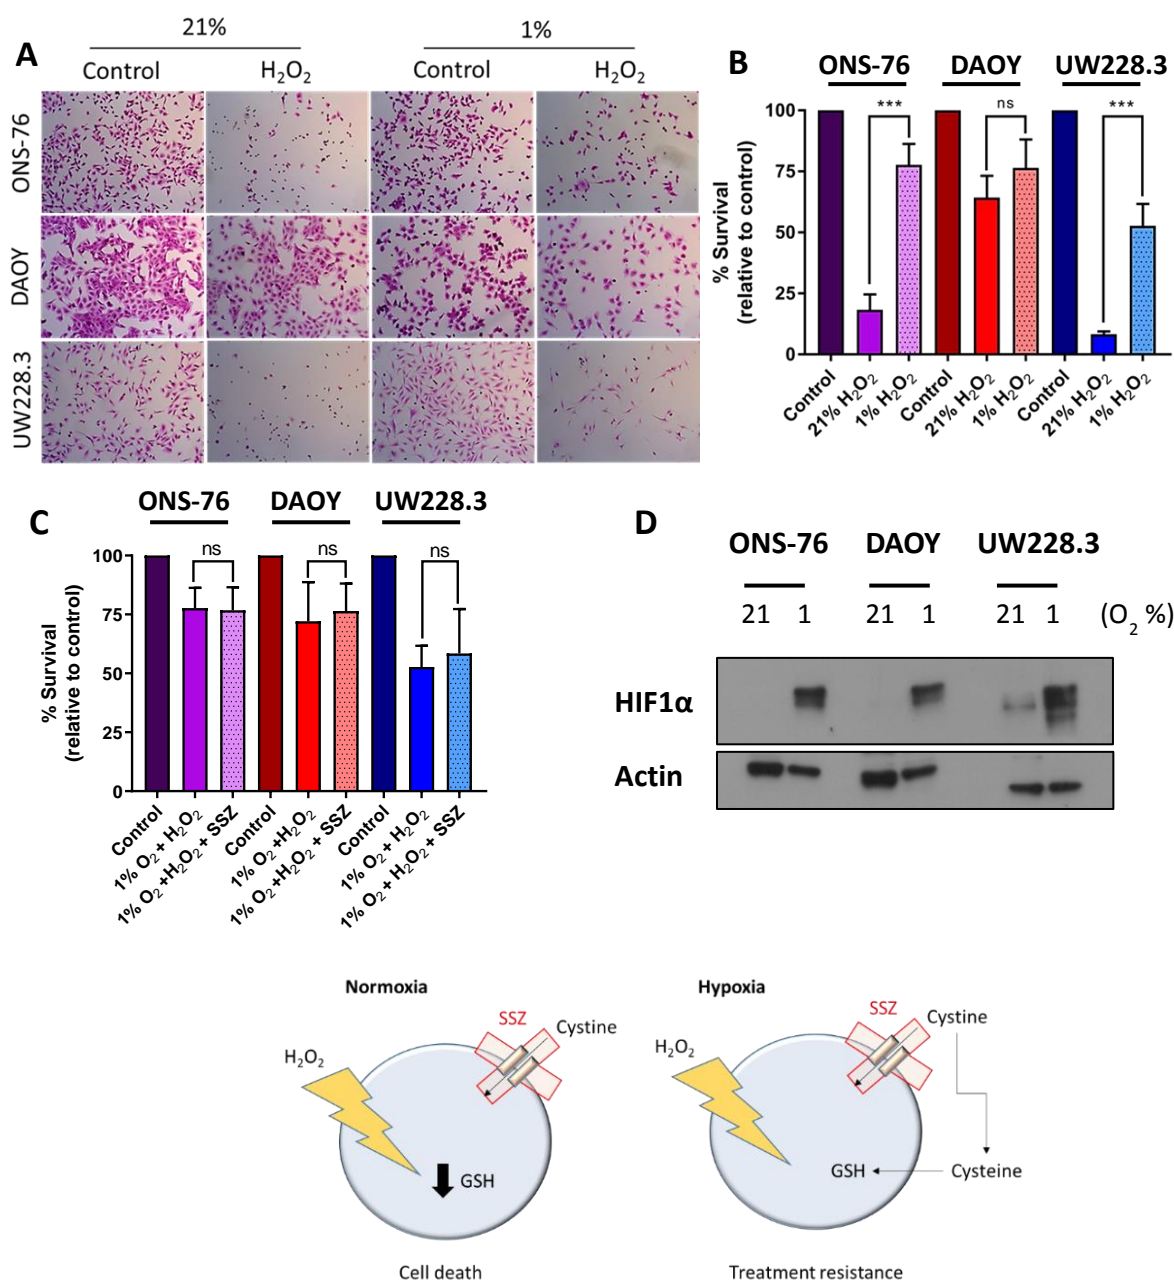 A
21%
1%
Control
H₂O₂
Control
H₂O₂
ONS-76
DAOY
UW228.3
B
ONS-76
DAOY
UW228.3
***
ns
***
% Survival
(relative to control)
100
75
50
25
0
Control
21% H₂O₂
1% H₂O₂
Control
21% H₂O₂
1% H₂O₂
Control
21% H₂O₂
1% H₂O₂
C
ONS-76
DAOY
UW228.3
ns
ns
ns
% Survival
(relative to control)
100
75
50
25
0
Control
1% O₂ + H₂O₂
1% O₂ +H₂O₂ + SSZ
Control
1% O₂ +H₂O₂
1% O₂ +H₂O₂ + SSZ
Control
1% O₂ + H₂O₂
1% O₂ + H₂O₂ + SSZ
D
ONS-76
DAOY
UW228.3
21
1
21
1
21
1
(O₂ %)
HIF1α
Actin
Normoxia
SSZ
Cystine
H₂O₂
GSH
Cell death
Hypoxia
SSZ
Cystine
H₂O₂
GSH
Cysteine
Treatment resistance